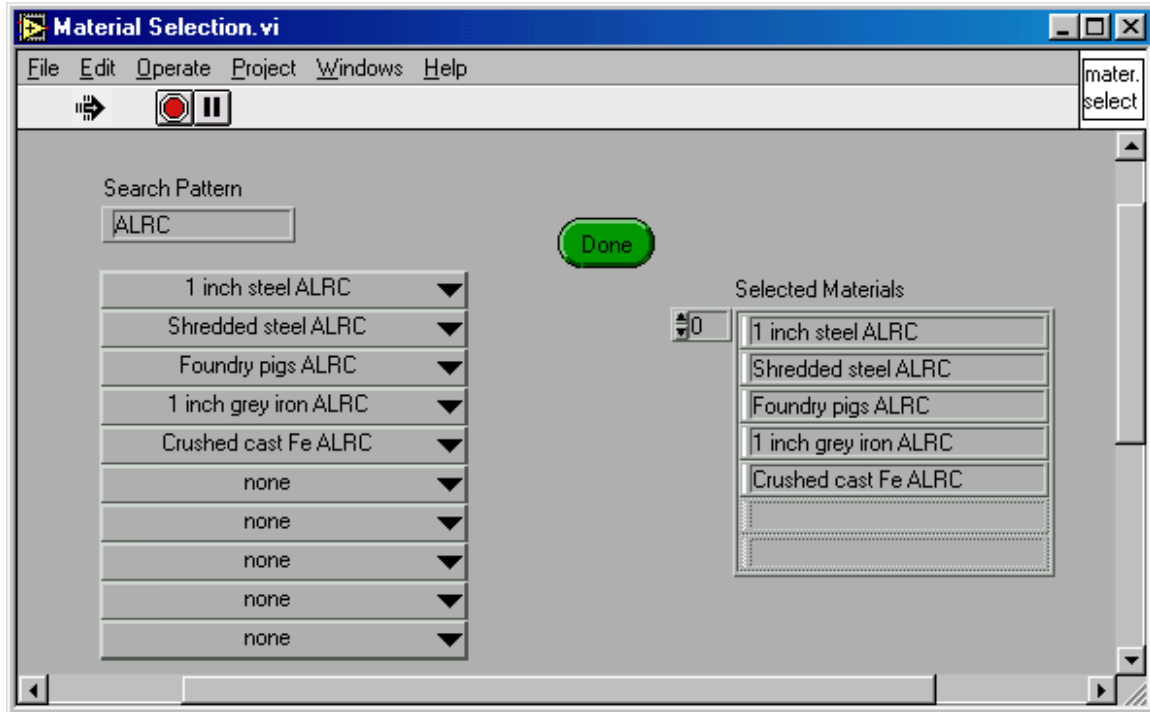 Material Selection.vi
File Edit Operate Project Windows Help
mater.
select
Search Pattern
ALRC
Done
1 inch steel ALRC
Shredded steel ALRC
Foundry pigs ALRC
1 inch grey iron ALRC
Crushed cast Fe ALRC
none
none
none
none
none
Selected Materials
0
1 inch steel ALRC
Shredded steel ALRC
Foundry pigs ALRC
1 inch grey iron ALRC
Crushed cast Fe ALRC